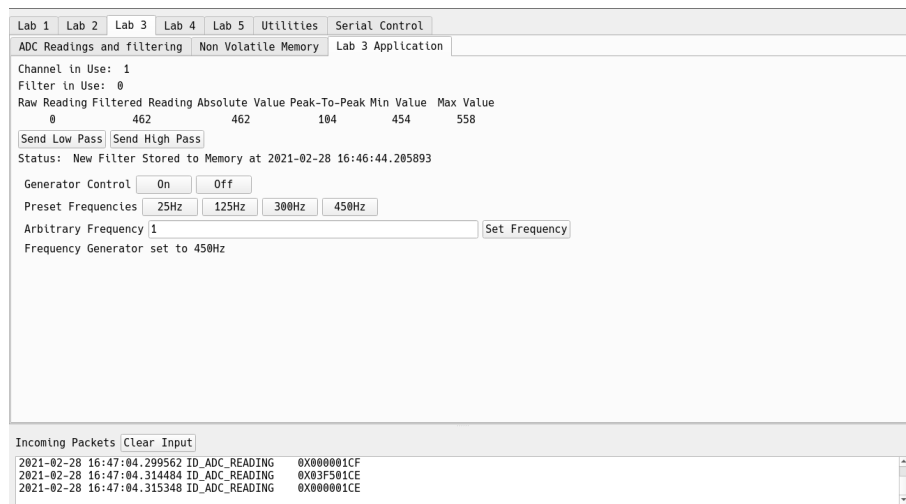 Lab 1 Lab 2 Lab 3 Lab 4 Lab 5 Utilities Serial Control
ADC Readings and filtering Non Volatile Memory Lab 3 Application
Channel in Use: 1
Filter in Use: 0
Raw Reading Filtered Reading Absolute Value Peak-To-Peak Min Value Max Value
0 462 462 104 454 558
Send Low Pass Send High Pass
Status: New Filter Stored to Memory at 2021-02-28 16:46:44.205893
Generator Control On Off
Preset Frequencies 25Hz 125Hz 300Hz 450Hz
Arbitrary Frequency 1 Set Frequency
Frequency Generator set to 450Hz
Incoming Packets Clear Input
2021-02-28 16:47:04.299562 ID_ADC_READING 0X000001CF
2021-02-28 16:47:04.314484 ID_ADC_READING 0X03F501CE
2021-02-28 16:47:04.315348 ID_ADC_READING 0X000001CE